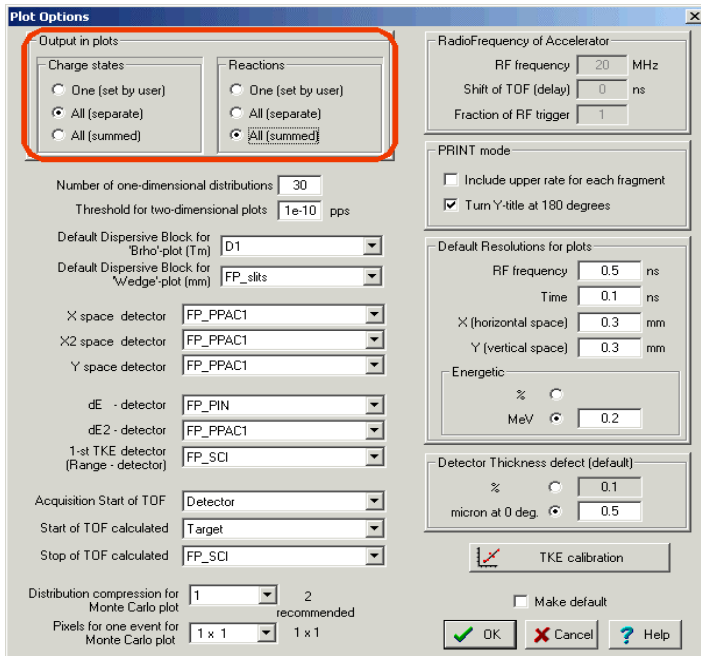 Plot Options
Output in plots
Charge states
One (set by user)
All (separate)
All (summed)
Reactions
One (set by user)
All (separate)
All (summed)
Number of one-dimensional distributions 30
Threshold for two-dimensional plots 1e-10 pps
Default Dispersive Block for
'Brho'-plot (Tm) D1
Default Dispersive Block for
'Wedge'-plot (mm) FP_slits
X space detector FP_PPAC1
X2 space detector FP_PPAC1
Y space detector FP_PPAC1
dE - detector FP_PIN
dE2 - detector FP_PPAC1
1-st TKE detector
(Range - detector) FP_SCI
Acquisition Start of TOF Detector
Start of TOF calculated Target
Stop of TOF calculated FP_SCI
Distribution compression for
Monte Carlo plot 1 2
recommended
Pixels for one event for
Monte Carlo plot 1 x 1 1 x 1
RadioFrequency of Accelerator
RF frequency 20 MHz
Shift of TOF (delay) 0 ns
Fraction of RF trigger 1
PRINT mode
Include upper rate for each fragment
Turn Y-title at 180 degrees
Default Resolutions for plots
RF frequency 0.5 ns
Time 0.1 ns
X (horizontal space) 0.3 mm
Y (vertical space) 0.3 mm
Energetic
%
MeV 0.2
Detector Thickness defect (default)
% 0.1
micron at 0 deg. 0.5
TKE calibration
Make default
OK Cancel Help